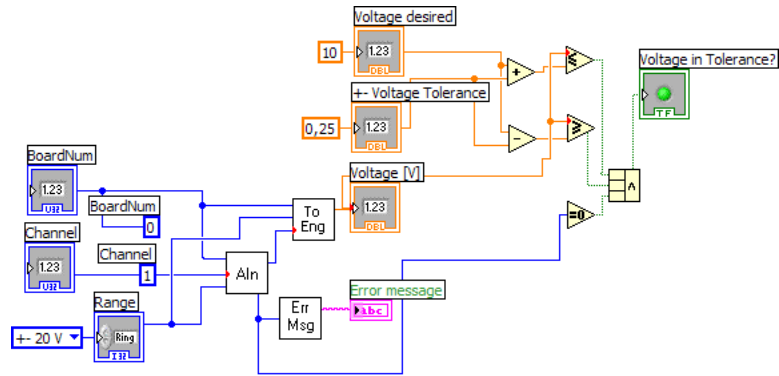 Voltage desired
10
1.23
DBL
+- Voltage Tolerance
0,25
1.23
DBL
+
-
≤
≥
Voltage in Tolerance?
TF
^
=0
BoardNum
1.23
U32
BoardNum
0
Channel
1.23
U32
Channel
1
Voltage [V]
1.23
DBL
To
Eng
AIn
Range
+- 20 V
Ring
I32
Err
Msg
Error message
abc